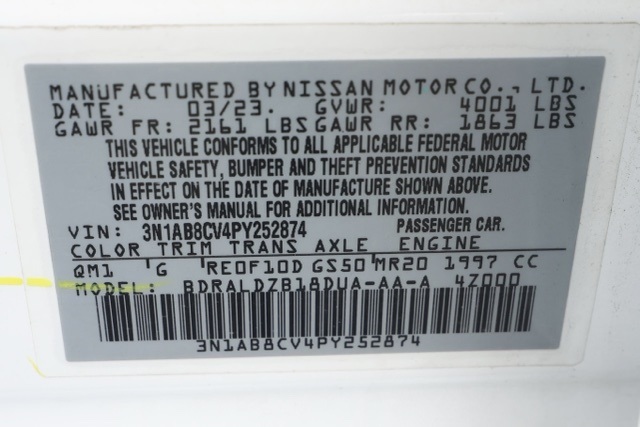 MANUFACTURED BY NISSAN MOTOR CO., LTD.
DATE: 03/23. GVWR: 4001 LBS
GAWR FR: 2161 LBS GAWR RR: 1863 LBS
THIS VEHICLE CONFORMS TO ALL APPLICABLE FEDERAL MOTOR
VEHICLE SAFETY, BUMPER AND THEFT PREVENTION STANDARDS
IN EFFECT ON THE DATE OF MANUFACTURE SHOWN ABOVE.
SEE OWNER'S MANUAL FOR ADDITIONAL INFORMATION.
VIN: 3N1AB8CV4PY252874 PASSENGER CAR.
COLOR TRIM TRANS AXLE ENGINE
QM1 G RE0F10D GS50 MR20 1997 CC
MODEL: BDRALDZB18DUA-AA-A 4Z000
3N1AB8CV4PY252874